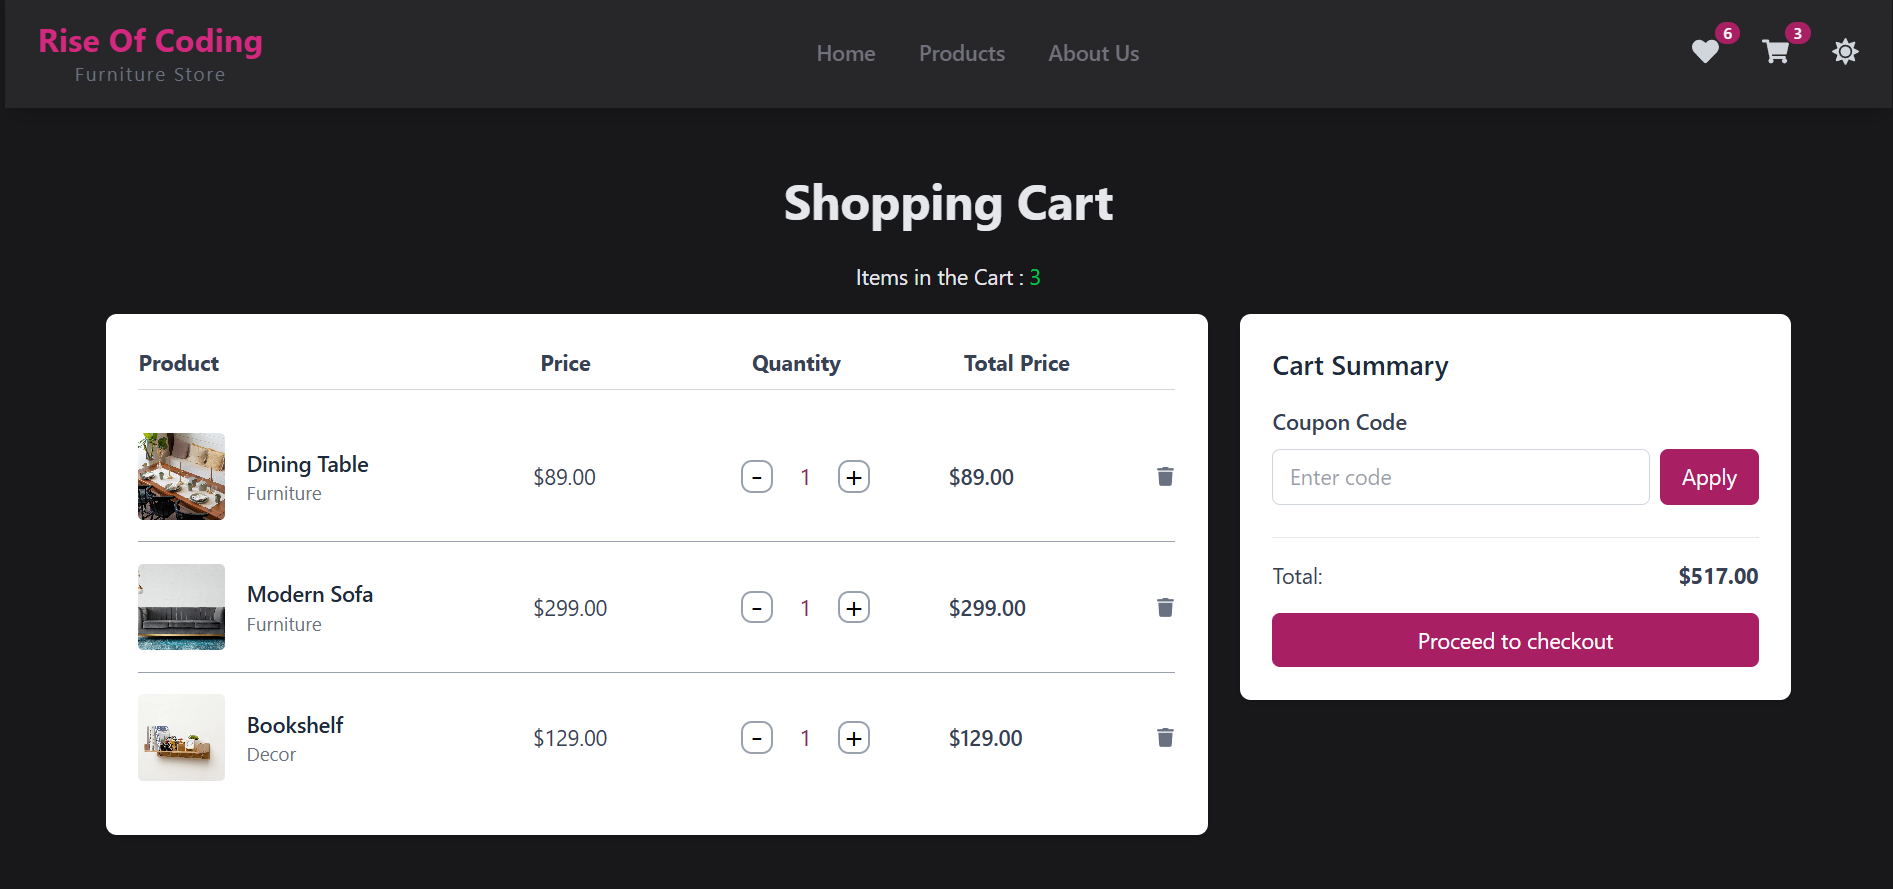 Rise Of Coding
Furniture Store
Home Products About Us
6
3
Shopping Cart
Items in the Cart : 3
Product Price Quantity Total Price
Dining Table
Furniture
$89.00 - 1 + $89.00
Modern Sofa
Furniture
$299.00 - 1 + $299.00
Bookshelf
Decor
$129.00 - 1 + $129.00
Cart Summary
Coupon Code
Enter code
Apply
Total: $517.00
Proceed to checkout